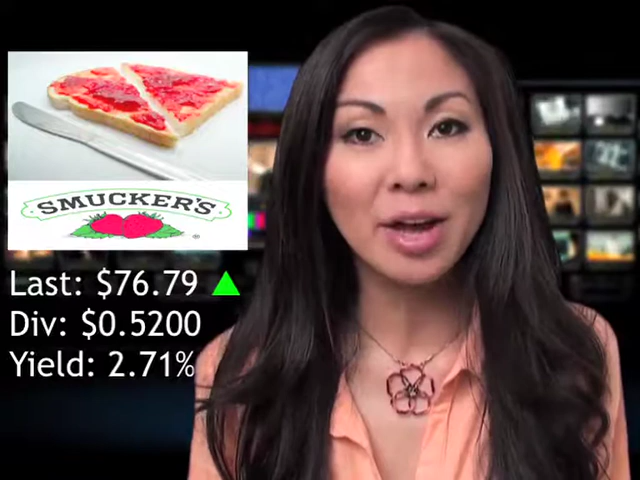 SMUCKER'S
®
Last: $76.79
Div: $0.5200
Yield: 2.71%